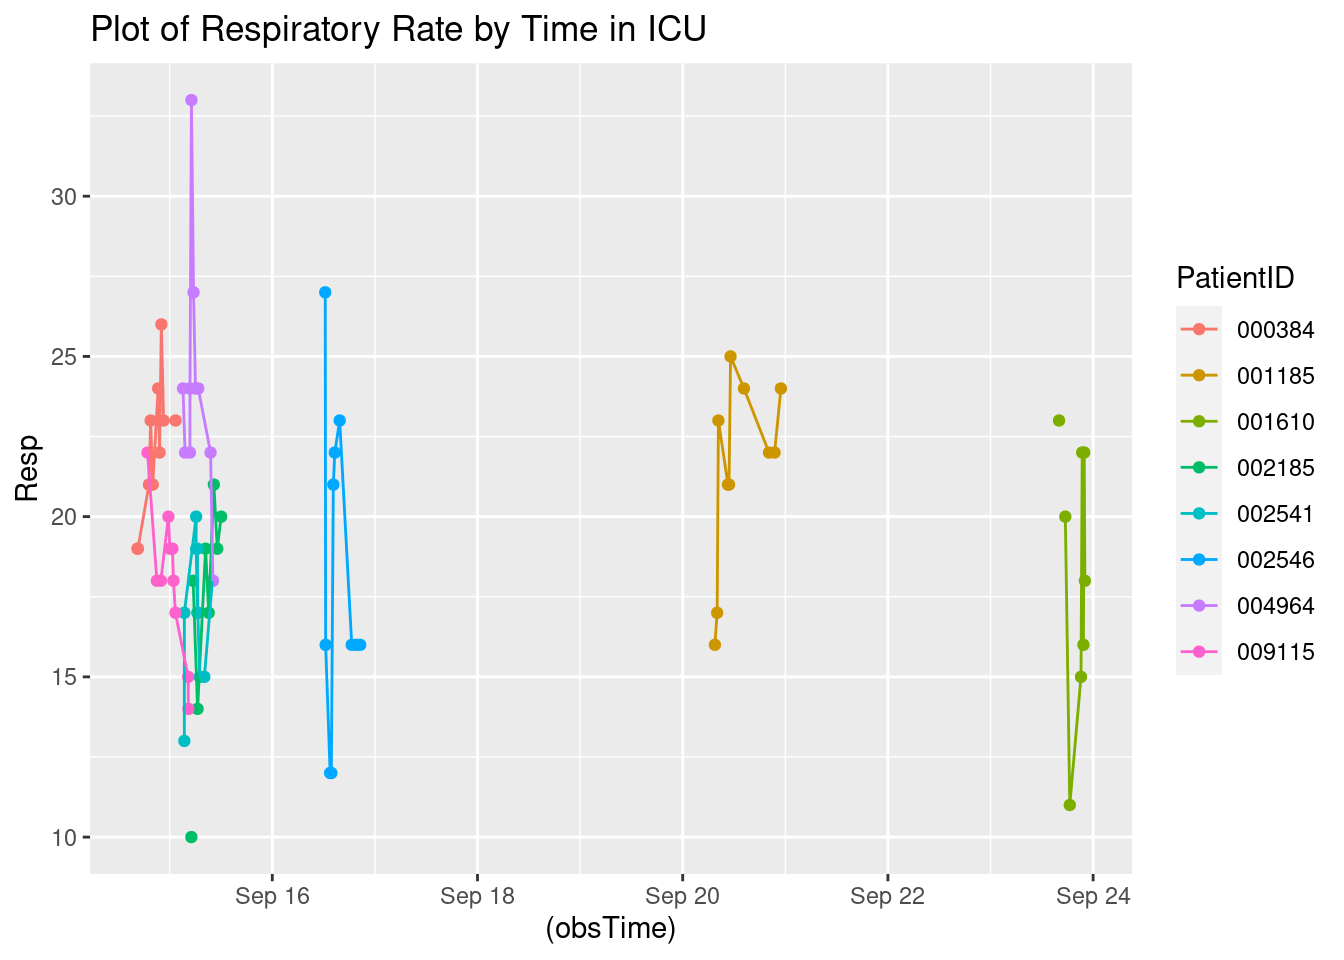 Plot of Respiratory Rate by Time in ICU
Resp
30
25
20
15
10
Sep 16
Sep 18
Sep 20
Sep 22
Sep 24
(obsTime)
PatientID
000384
001185
001610
002185
002541
002546
004964
009115